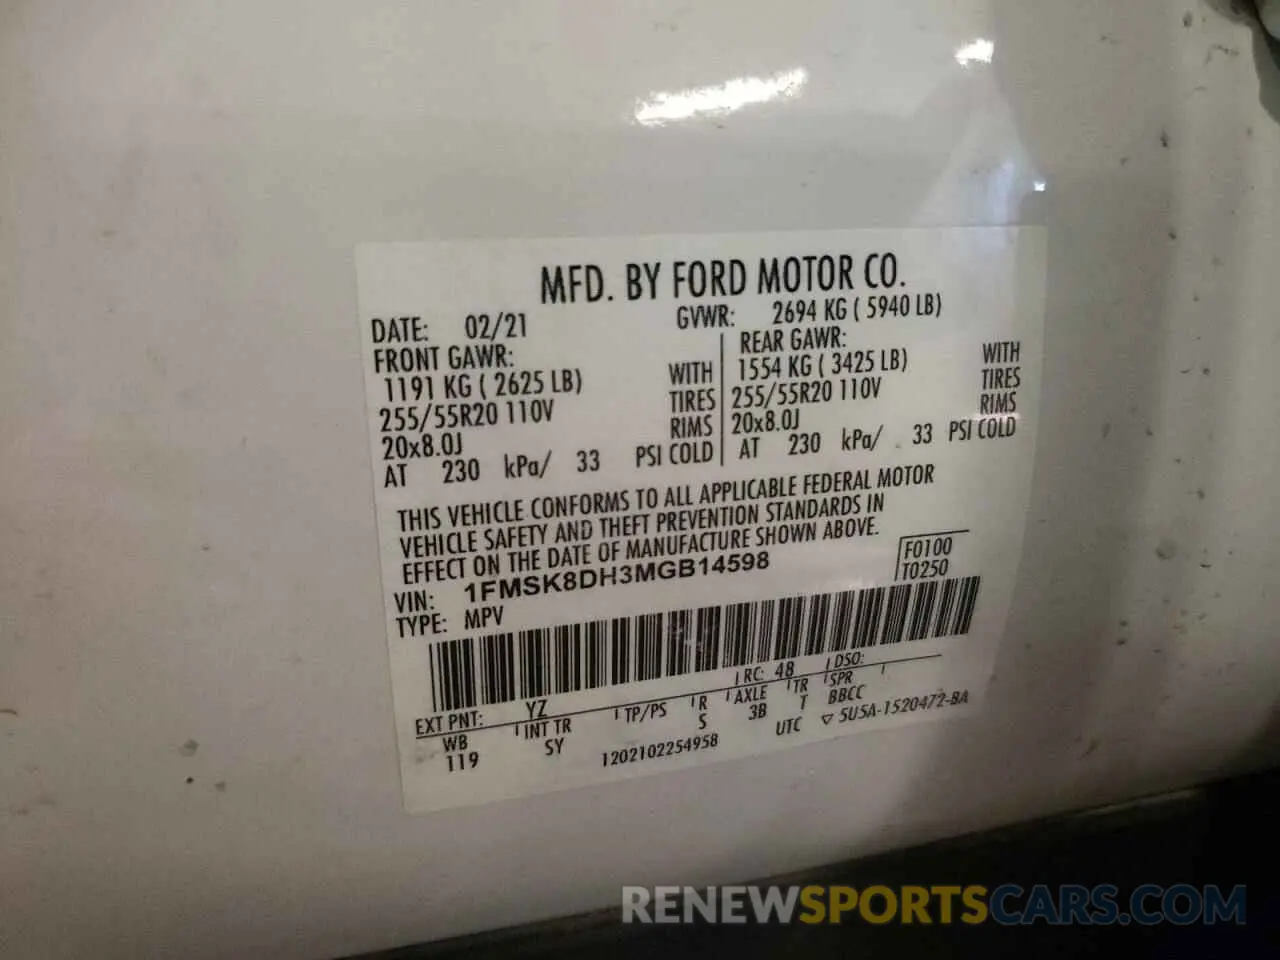 MFD. BY FORD MOTOR CO.
DATE: 02/21 GVWR: 2694 KG ( 5940 LB)
FRONT GAWR: REAR GAWR:
1191 KG ( 2625 LB) WITH 1554 KG ( 3425 LB) WITH
255/55R20 110V TIRES 255/55R20 110V TIRES
20x8.0J RIMS 20x8.0J RIMS
AT 230 kPa/ 33 PSI COLD AT 230 kPa/ 33 PSI COLD
THIS VEHICLE CONFORMS TO ALL APPLICABLE FEDERAL MOTOR
VEHICLE SAFETY AND THEFT PREVENTION STANDARDS IN
EFFECT ON THE DATE OF MANUFACTURE SHOWN ABOVE.
VIN: 1FMSK8DH3MGB14598 F0100
TYPE: MPV T0250
EXT PNT: YZ RC: 48 DSO:
WB INT TR TP/PS R AXLE TR SPR
119 SY S 3B T BBCC
1202102254958 UTC ▽ 5U5A-1520472-BA
RENEWSPORTSCARS.COM